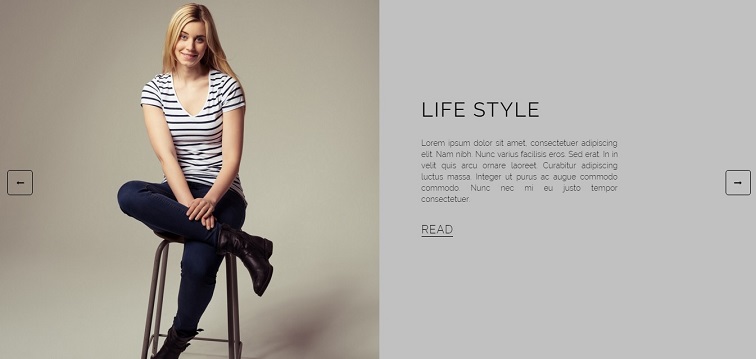 LIFE STYLE
Lorem ipsum dolor sit amet, consectetuer adipiscing
elit. Nam nibh. Nunc varius facilisis eros. Sed erat. In in
velit quis arcu ornare laoreet. Curabitur adipiscing
luctus massa. Integer ut purus ac augue commodo
commodo. Nunc nec mi eu justo tempor
consectetuer.
READ